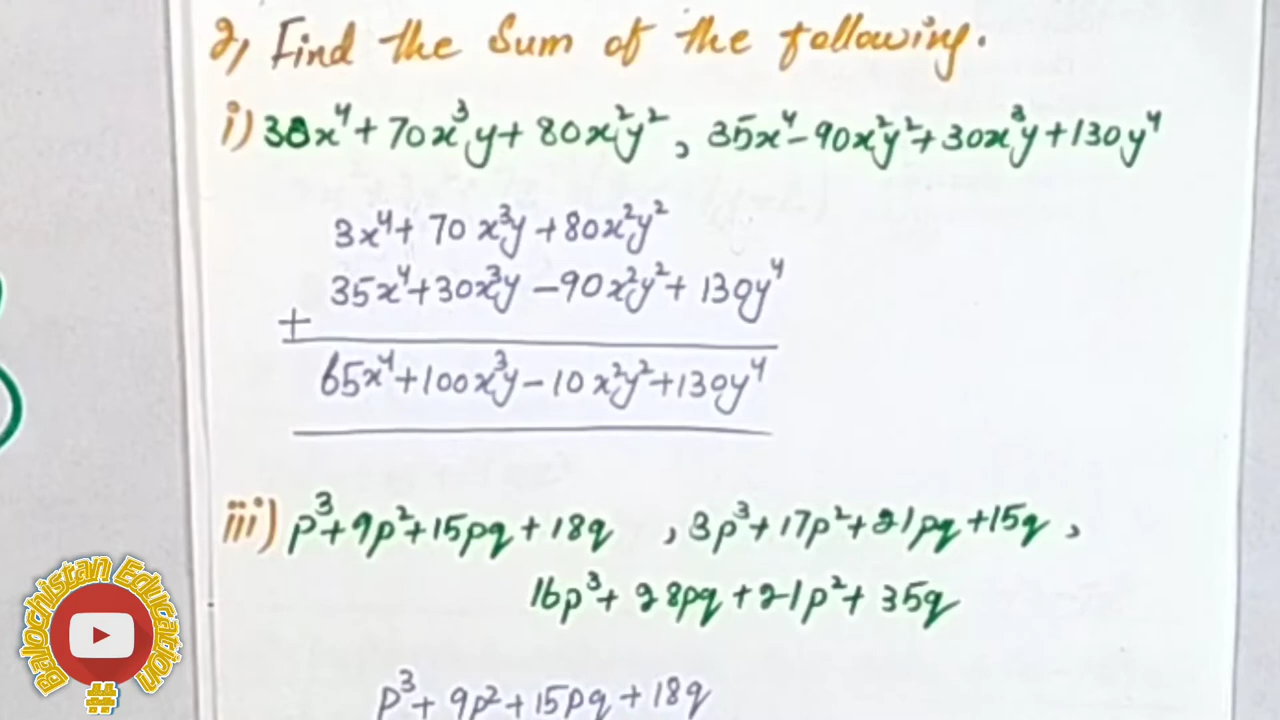 2, Find the Sum of the following.
i) 38x⁴ + 70x³y + 80x²y² , 35x⁴ - 90x²y² + 30x³y + 130y⁴
3x⁴ + 70x³y + 80x²y²
35x⁴ + 30x³y - 90x²y² + 130y⁴
+
65x⁴ + 100x³y - 10x²y² + 130y⁴
iii) p³ + 9p² + 15pq + 18q , 3p³ + 17p² + 21pq + 15q ,
16p³ + 28pq + 21p² + 35q
p³ + 9p² + 15pq + 18q
Balochistan Education
#